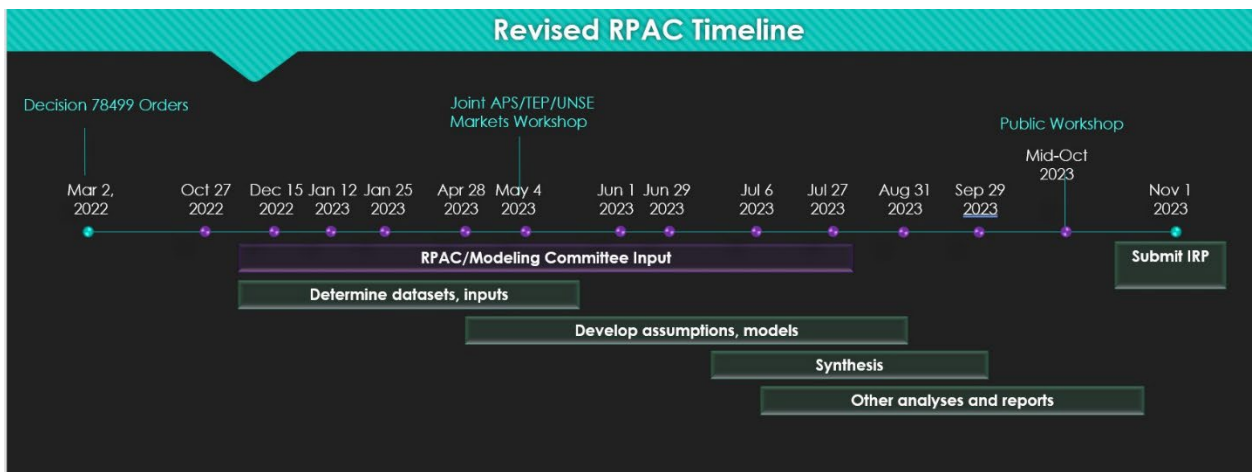 Revised RPAC Timeline
Decision 78499 Orders
Joint APS/TEP/UNSE
Markets Workshop
Public Workshop
Mar 2,
2022
Oct 27
2022
Dec 15
2022
Jan 12
2023
Jan 25
2023
Apr 28
2023
May 4
2023
Jun 1
2023
Jun 29
2023
Jul 6
2023
Jul 27
2023
Aug 31
2023
Sep 29
2023
Mid-Oct
2023
Nov 1
2023
RPAC/Modeling Committee Input
Submit IRP
Determine datasets, inputs
Develop assumptions, models
Synthesis
Other analyses and reports